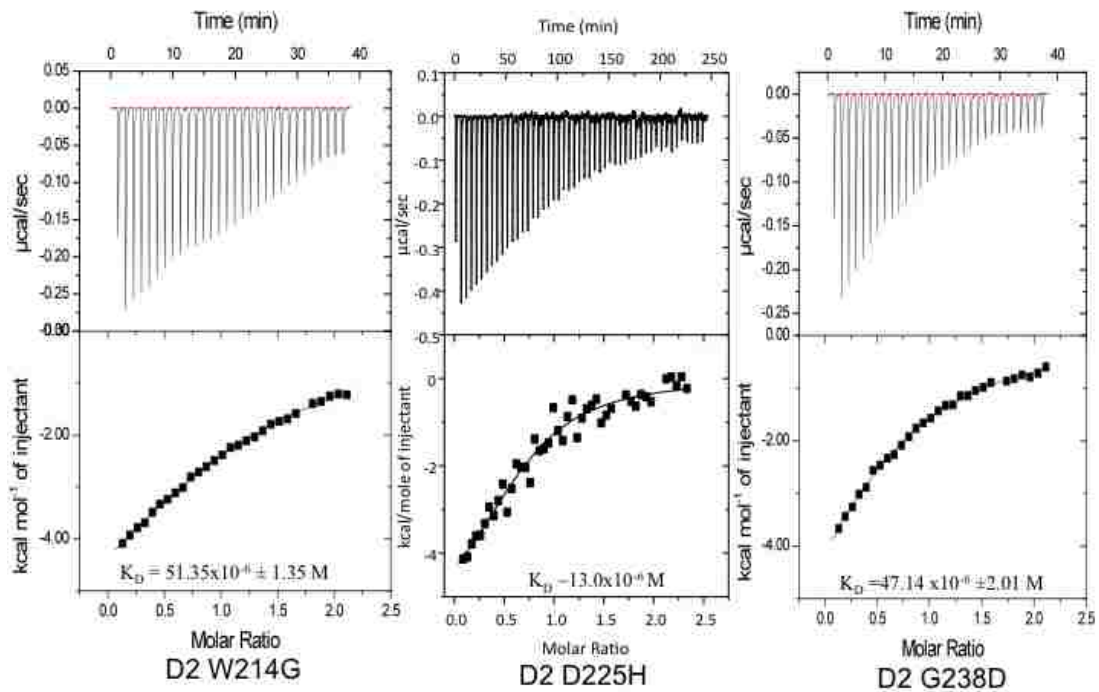 Time (min)
0 10 20 30 40
0.05
0.00
-0.05
-0.10
-0.15
-0.20
-0.25
µcal/sec
-2.00
-4.00
kcal mol⁻¹ of injectant
K_D = 51.35x10⁻⁶ ± 1.35 M
0.0 0.5 1.0 1.5 2.0 2.5
Molar Ratio
D2 W214G
Time (min)
0 50 100 150 200 250
0.1
0.0
-0.1
-0.2
-0.3
-0.4
-0.5
µcal/sec
0
-2
-4
kcal/mole of injectant
K_D –13.0x10⁻⁶ M
0.0 0.5 1.0 1.5 2.0 2.5
Molar Ratio
D2 D225H
Time (min)
0 10 20 30 40
0.00
-0.05
-0.10
-0.15
-0.20
-0.25
0.00
µcal/sec
-2.00
-4.00
kcal mol⁻¹ of injectant
K_D =47.14 x10⁻⁶ ±2.01 M
0.0 0.5 1.0 1.5 2.0 2.5
Molar Ratio
D2 G238D